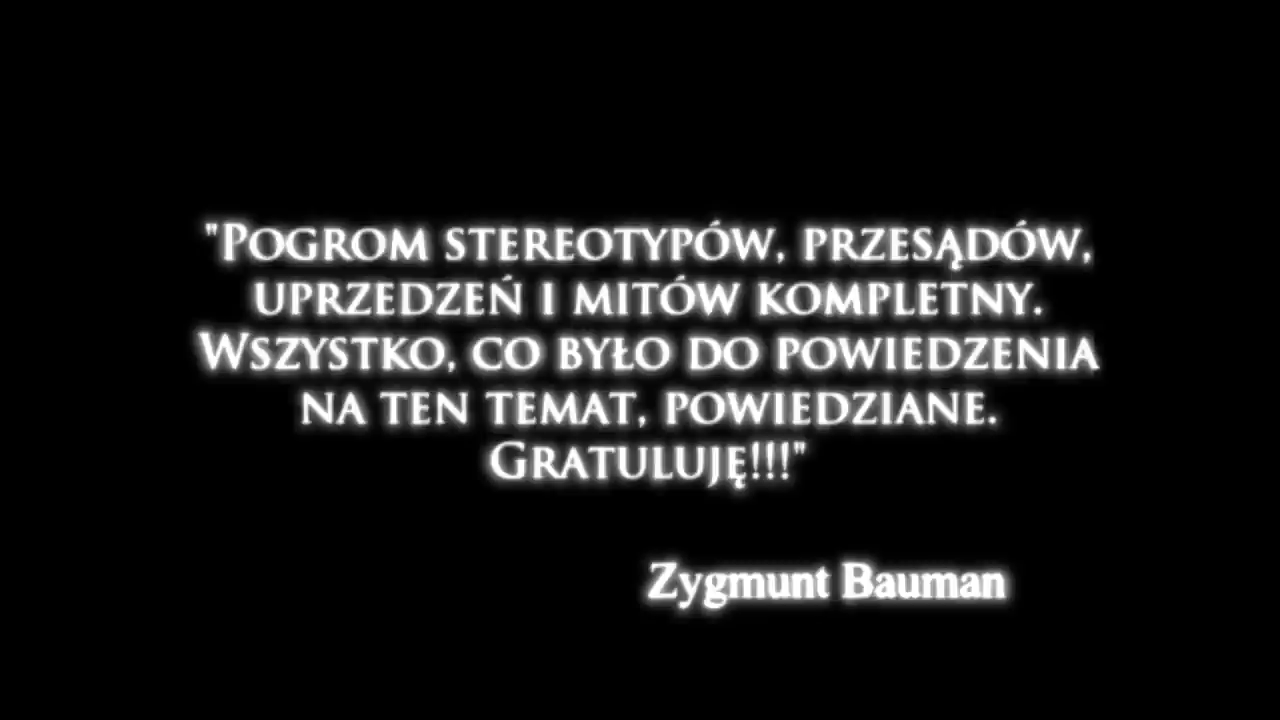 "Pogrom stereotypów, przesądów,
uprzedzeń i mitów kompletny.
Wszystko, co było do powiedzenia
na ten temat, powiedziane.
Gratuluję!!!"
Zygmunt Bauman